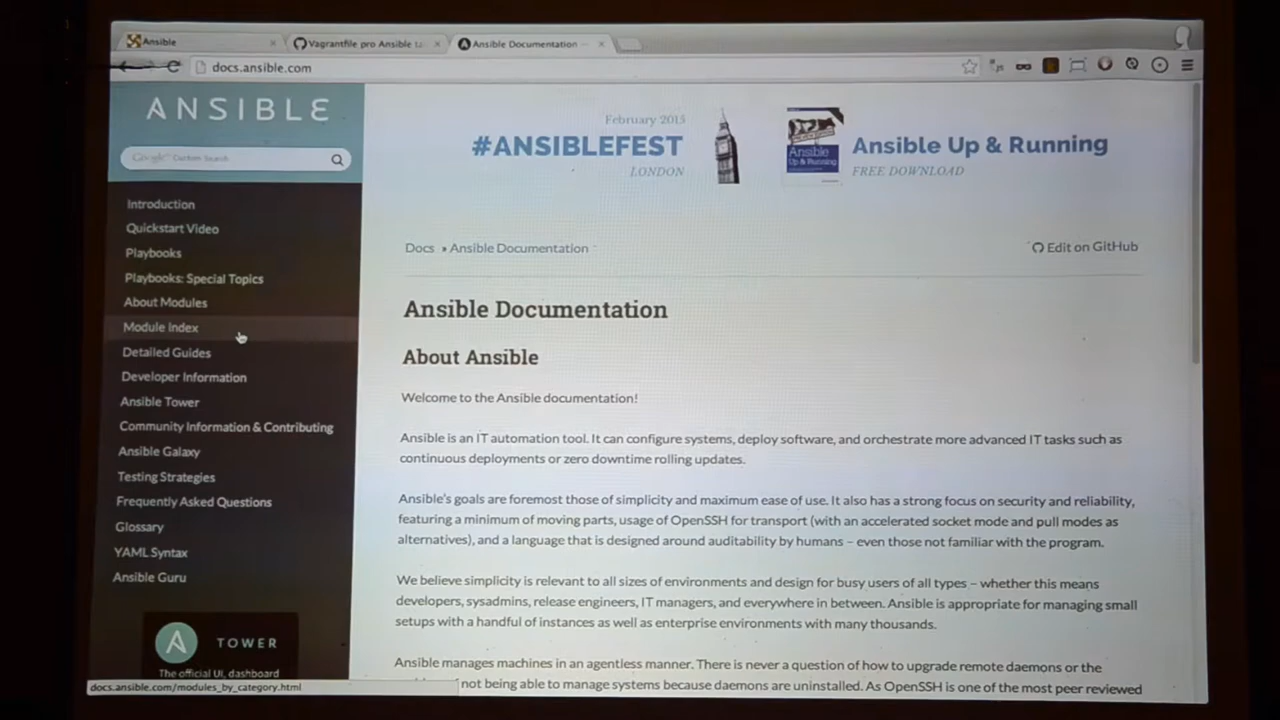 Ansible
Vagrantfile pro Ansible
Ansible Documentation
docs.ansible.com
ANSIBLE
Google Custom Search
February 2015
#ANSIBLEFEST
LONDON
Ansible
Up & Running
Ansible Up & Running
FREE DOWNLOAD
Introduction
Quickstart Video
Playbooks
Playbooks: Special Topics
About Modules
Module Index
Detailed Guides
Developer Information
Ansible Tower
Community Information & Contributing
Ansible Galaxy
Testing Strategies
Frequently Asked Questions
Glossary
YAML Syntax
Ansible Guru
TOWER
The official UI, dashboard
docs.ansible.com/modules_by_category.html
Docs » Ansible Documentation
Edit on GitHub
Ansible Documentation
About Ansible
Welcome to the Ansible documentation!
Ansible is an IT automation tool. It can configure systems, deploy software, and orchestrate more advanced IT tasks such as
continuous deployments or zero downtime rolling updates.
Ansible's goals are foremost those of simplicity and maximum ease of use. It also has a strong focus on security and reliability,
featuring a minimum of moving parts, usage of OpenSSH for transport (with an accelerated socket mode and pull modes as
alternatives), and a language that is designed around auditability by humans – even those not familiar with the program.
We believe simplicity is relevant to all sizes of environments and design for busy users of all types – whether this means
developers, sysadmins, release engineers, IT managers, and everywhere in between. Ansible is appropriate for managing small
setups with a handful of instances as well as enterprise environments with many thousands.
Ansible manages machines in an agentless manner. There is never a question of how to upgrade remote daemons or the
not being able to manage systems because daemons are uninstalled. As OpenSSH is one of the most peer reviewed